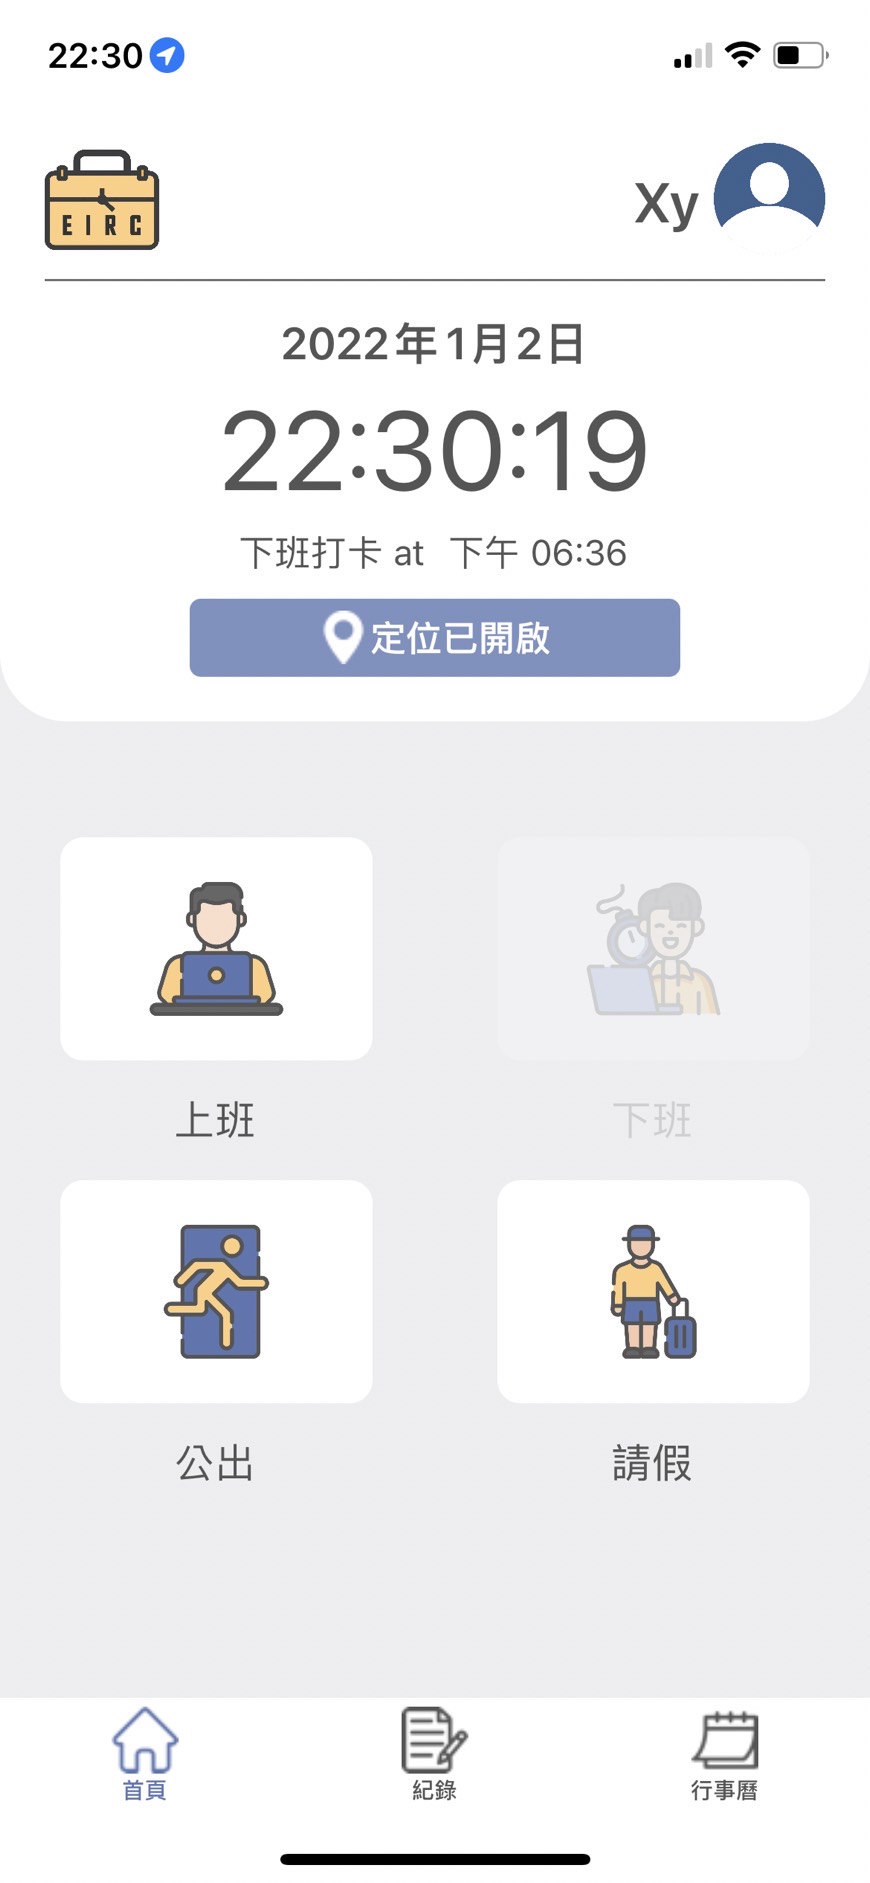 22:30
EIRC
Xy
2022年1月2日
22:30:19
下班打卡 at 下午 06:36
定位已開啟
上班
下班
公出
請假
首頁
紀錄
行事曆